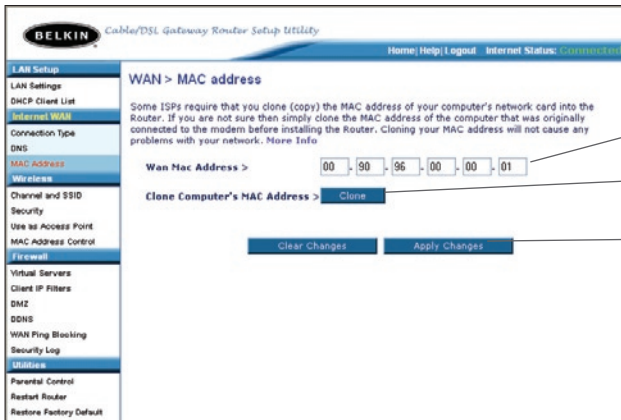 BELKIN
Cable/DSL Gateway Router Setup Utility
Home| Help| Logout Internet Status: Connected
LAN Setup
LAN Settings
DHCP Client List
Internet WAN
Connection Type
DNS
MAC Address
Wireless
Channel and SSID
Security
Use as Access Point
MAC Address Control
Firewall
Virtual Servers
Client IP Filters
DMZ
DDNS
WAN Ping Blocking
Security Log
Utilities
Parental Control
Restart Router
Restore Factory Default
WAN > MAC address
Some ISPs require that you clone (copy) the MAC address of your computer's network card into the
Router. If you are not sure then simply clone the MAC address of the computer that was originally
connected to the modem before installing the Router. Cloning your MAC address will not cause any
problems with your network. More Info
Wan Mac Address > 00 . 90 . 96 . 00 . 00 . 01
Clone Computer's MAC Address > Clone
Clear Changes Apply Changes